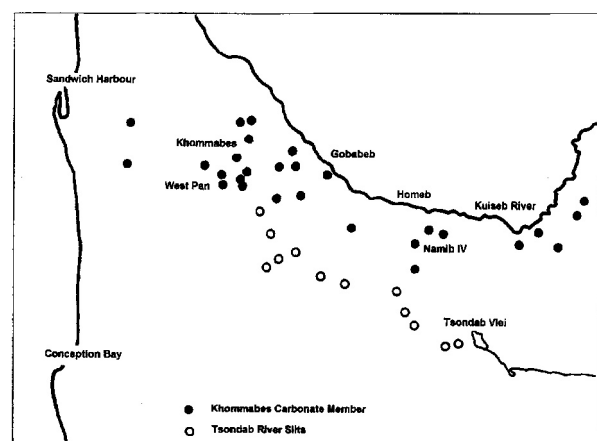 Sandwich Harbour
Khommabes
Gobabeb
West Pan
Homeb
Kuiseb River
Namib IV
Tsondab Vlei
Conception Bay
Khommabes Carbonate Member
Tsondab River Silts